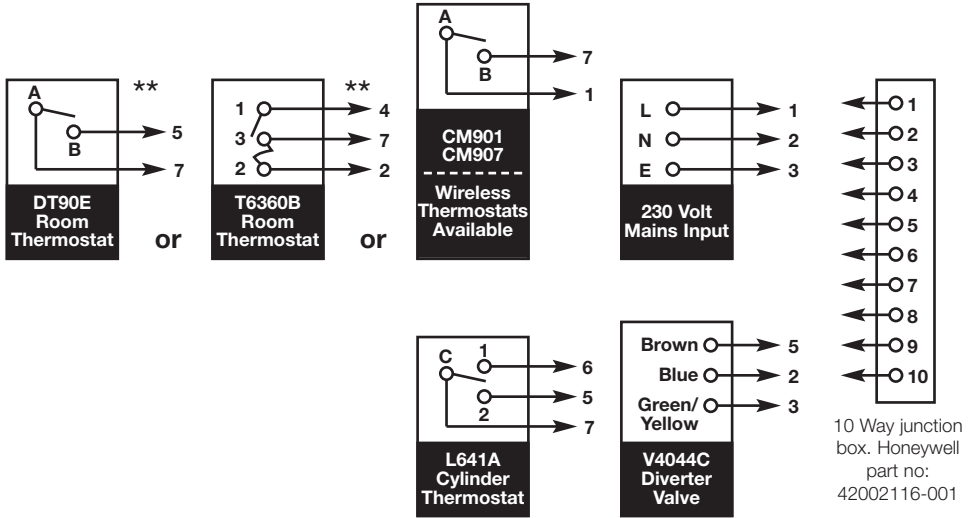 A
B
**
5
7
DT90E
Room
Thermostat
or
1
3
2
**
4
7
2
T6360B
Room
Thermostat
or
A
B
7
1
CM901
CM907
Wireless
Thermostats
Available
L
N
E
1
2
3
230 Volt
Mains Input
1
2
3
4
5
6
7
8
9
10
10 Way junction
box. Honeywell
part no:
42002116-001
C
1
2
6
5
7
L641A
Cylinder
Thermostat
Brown
Blue
Green/
Yellow
5
2
3
V4044C
Diverter
Valve